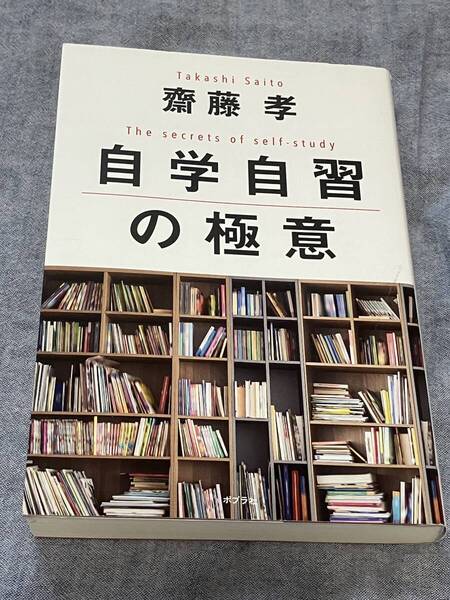 Takashi Saito
齋藤 孝
The secrets of self-study
自学自習
の極意
ポプラ社